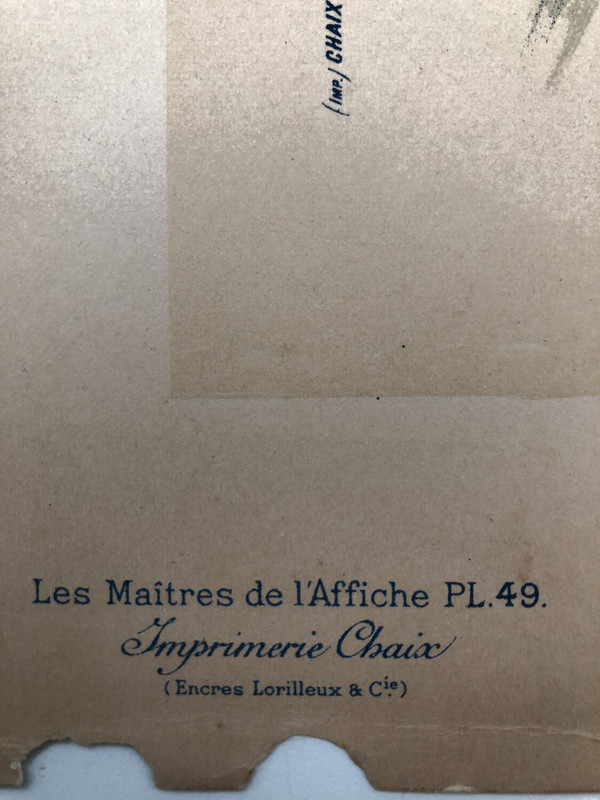 (IMP.) CHAIX
Les Maîtres de l'Affiche PL.49.
Imprimerie Chaix
(Encres Lorilleux & Cie.)